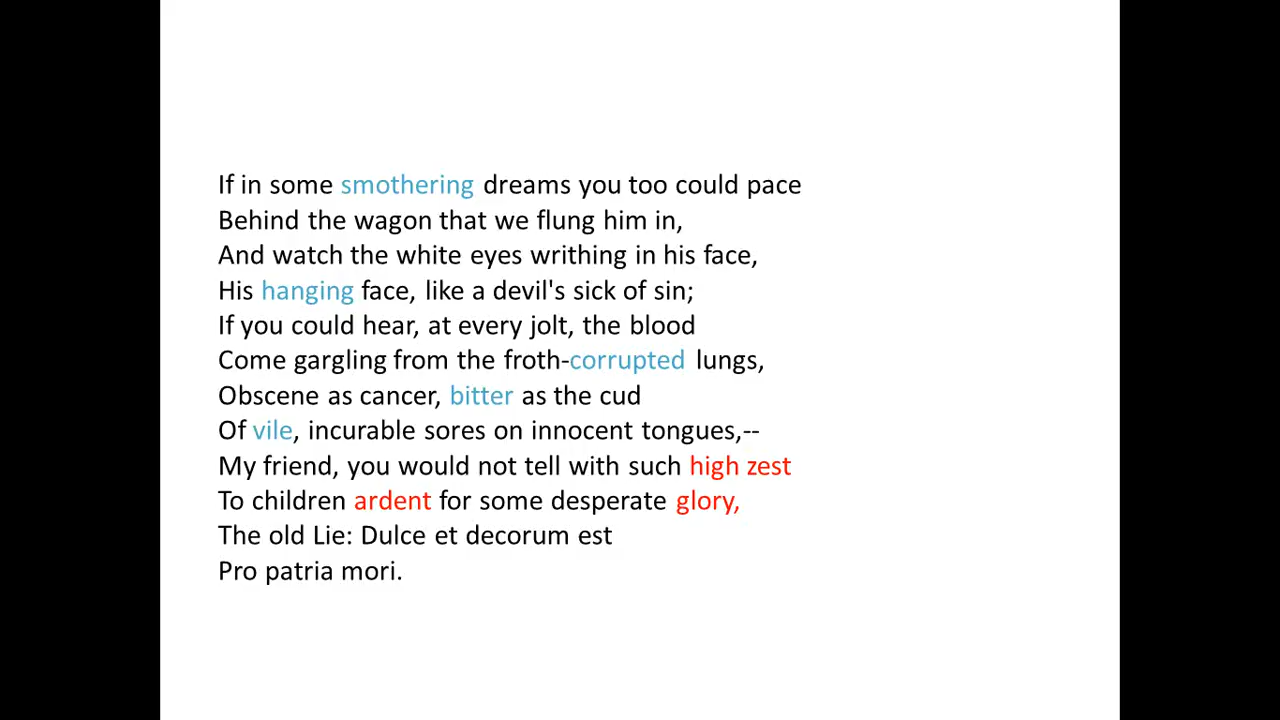 If in some smothering dreams you too could pace
Behind the wagon that we flung him in,
And watch the white eyes writhing in his face,
His hanging face, like a devil's sick of sin;
If you could hear, at every jolt, the blood
Come gargling from the froth-corrupted lungs,
Obscene as cancer, bitter as the cud
Of vile, incurable sores on innocent tongues,--
My friend, you would not tell with such high zest
To children ardent for some desperate glory,
The old Lie: Dulce et decorum est
Pro patria mori.